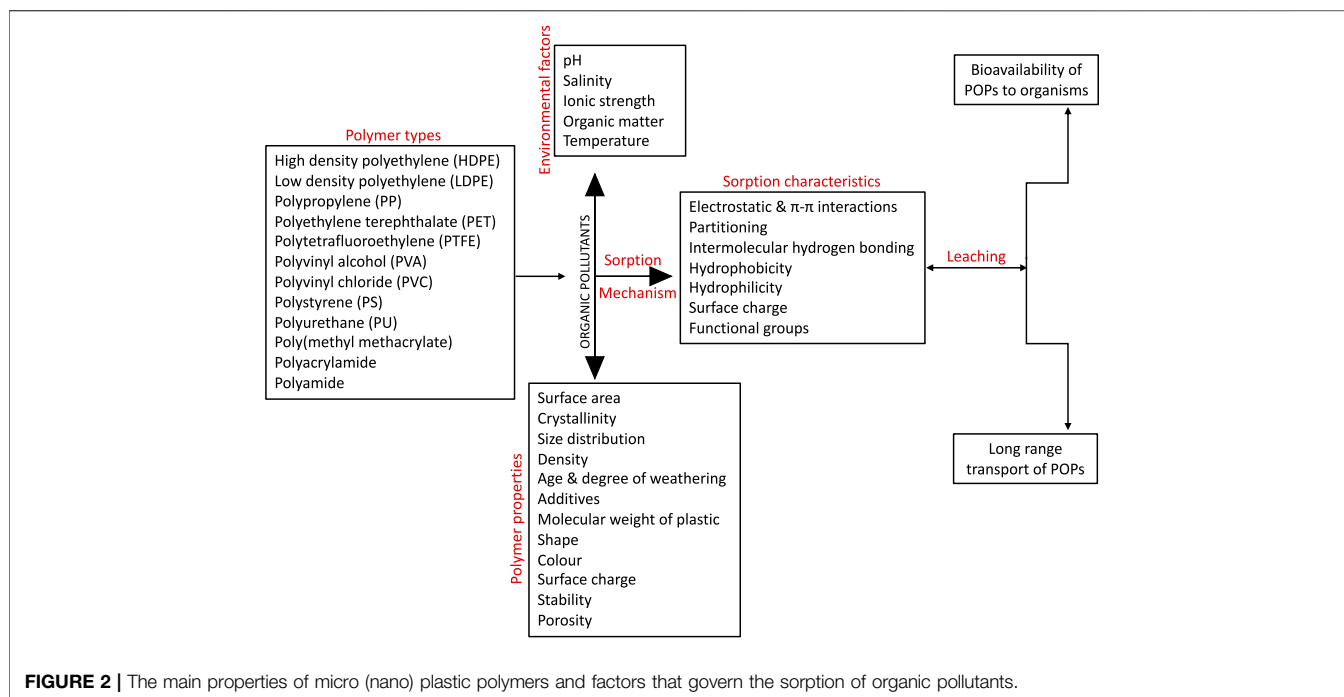 Polymer types
High density polyethylene (HDPE)
Low density polyethylene (LDPE)
Polypropylene (PP)
Polyethylene terephthalate (PET)
Polytetrafluoroethylene (PTFE)
Polyvinyl alcohol (PVA)
Polyvinyl chloride (PVC)
Polystyrene (PS)
Polyurethane (PU)
Poly(methyl methacrylate)
Polyacrylamide
Polyamide
Environmental factors
pH
Salinity
Ionic strength
Organic matter
Temperature
ORGANIC POLLUTANTS
Sorption
Mechanism
Polymer properties
Surface area
Crystallinity
Size distribution
Density
Age & degree of weathering
Additives
Molecular weight of plastic
Shape
Colour
Surface charge
Stability
Porosity
Sorption characteristics
Electrostatic & π-π interactions
Partitioning
Intermolecular hydrogen bonding
Hydrophobicity
Hydrophilicity
Surface charge
Functional groups
Leaching
Bioavailability of
POPs to organisms
Long range
transport of POPs
FIGURE 2 | The main properties of micro (nano) plastic polymers and factors that govern the sorption of organic pollutants.